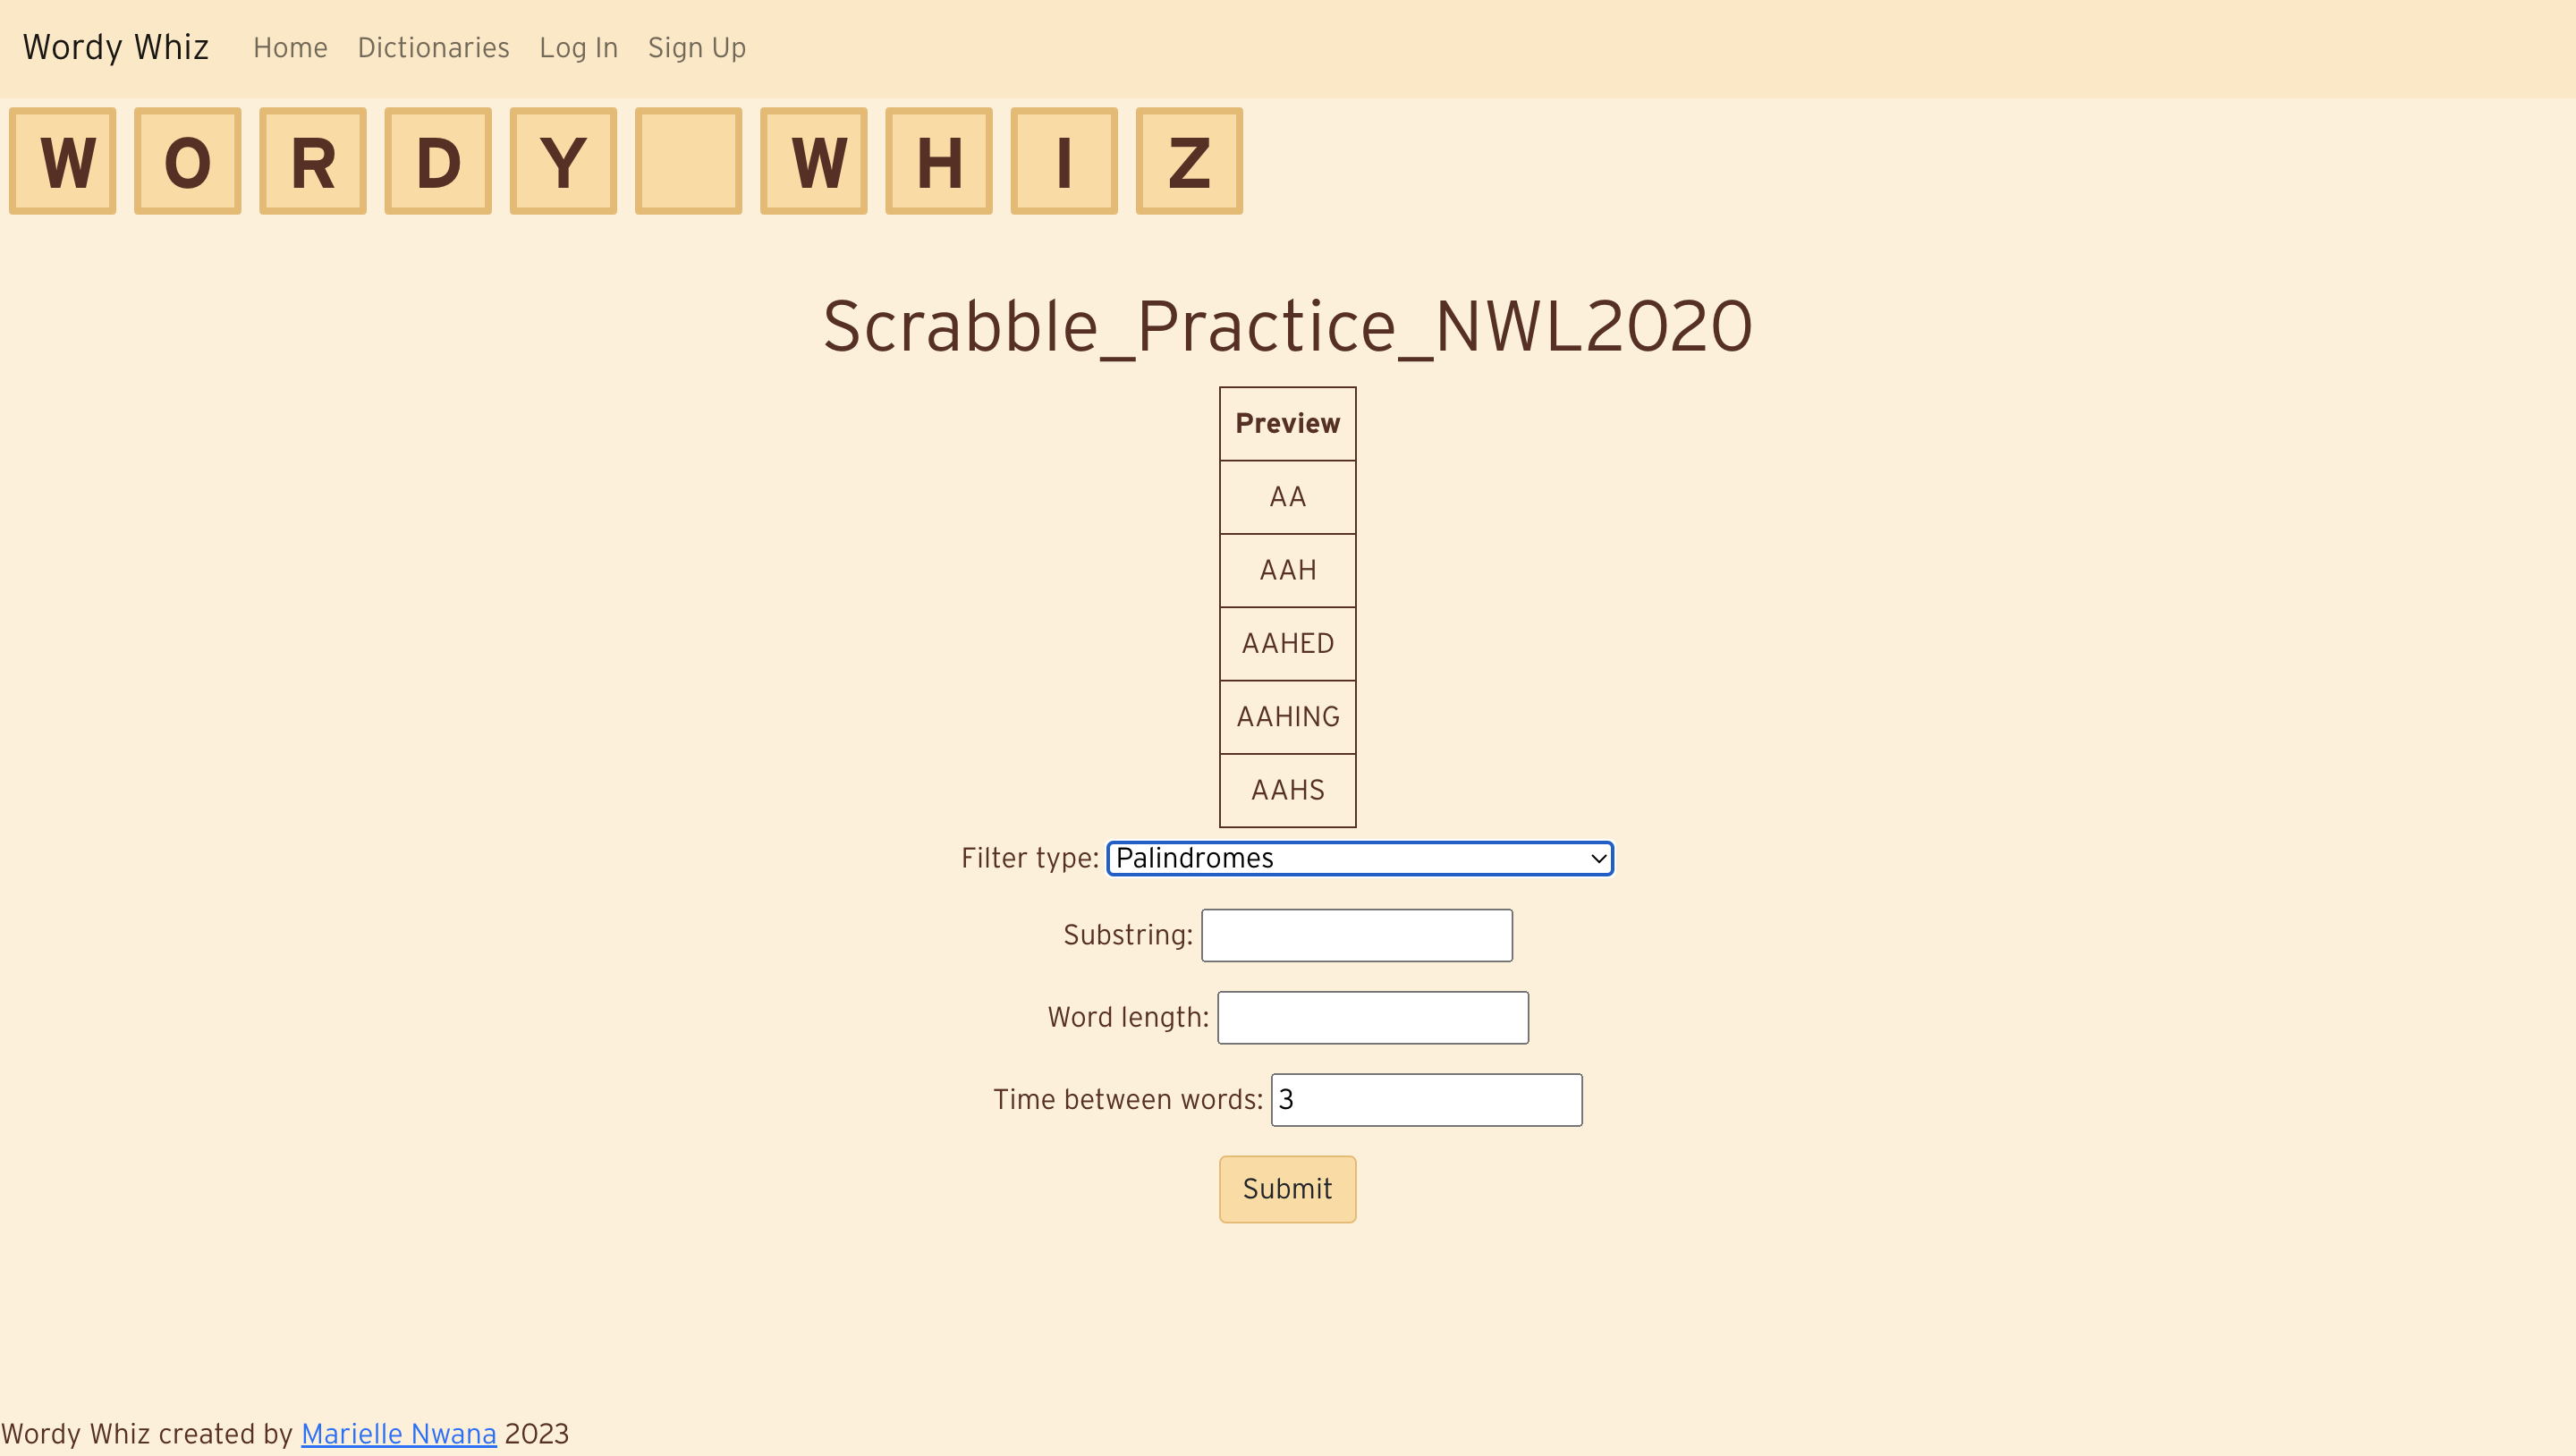 Wordy Whiz Home Dictionaries Log In Sign Up
W O R D Y W H I Z
Scrabble_Practice_NWL2020
Preview
AA
AAH
AAHED
AAHING
AAHS
Filter type: Palindromes
Substring:
Word length:
Time between words: 3
Submit
Wordy Whiz created by Marielle Nwana 2023